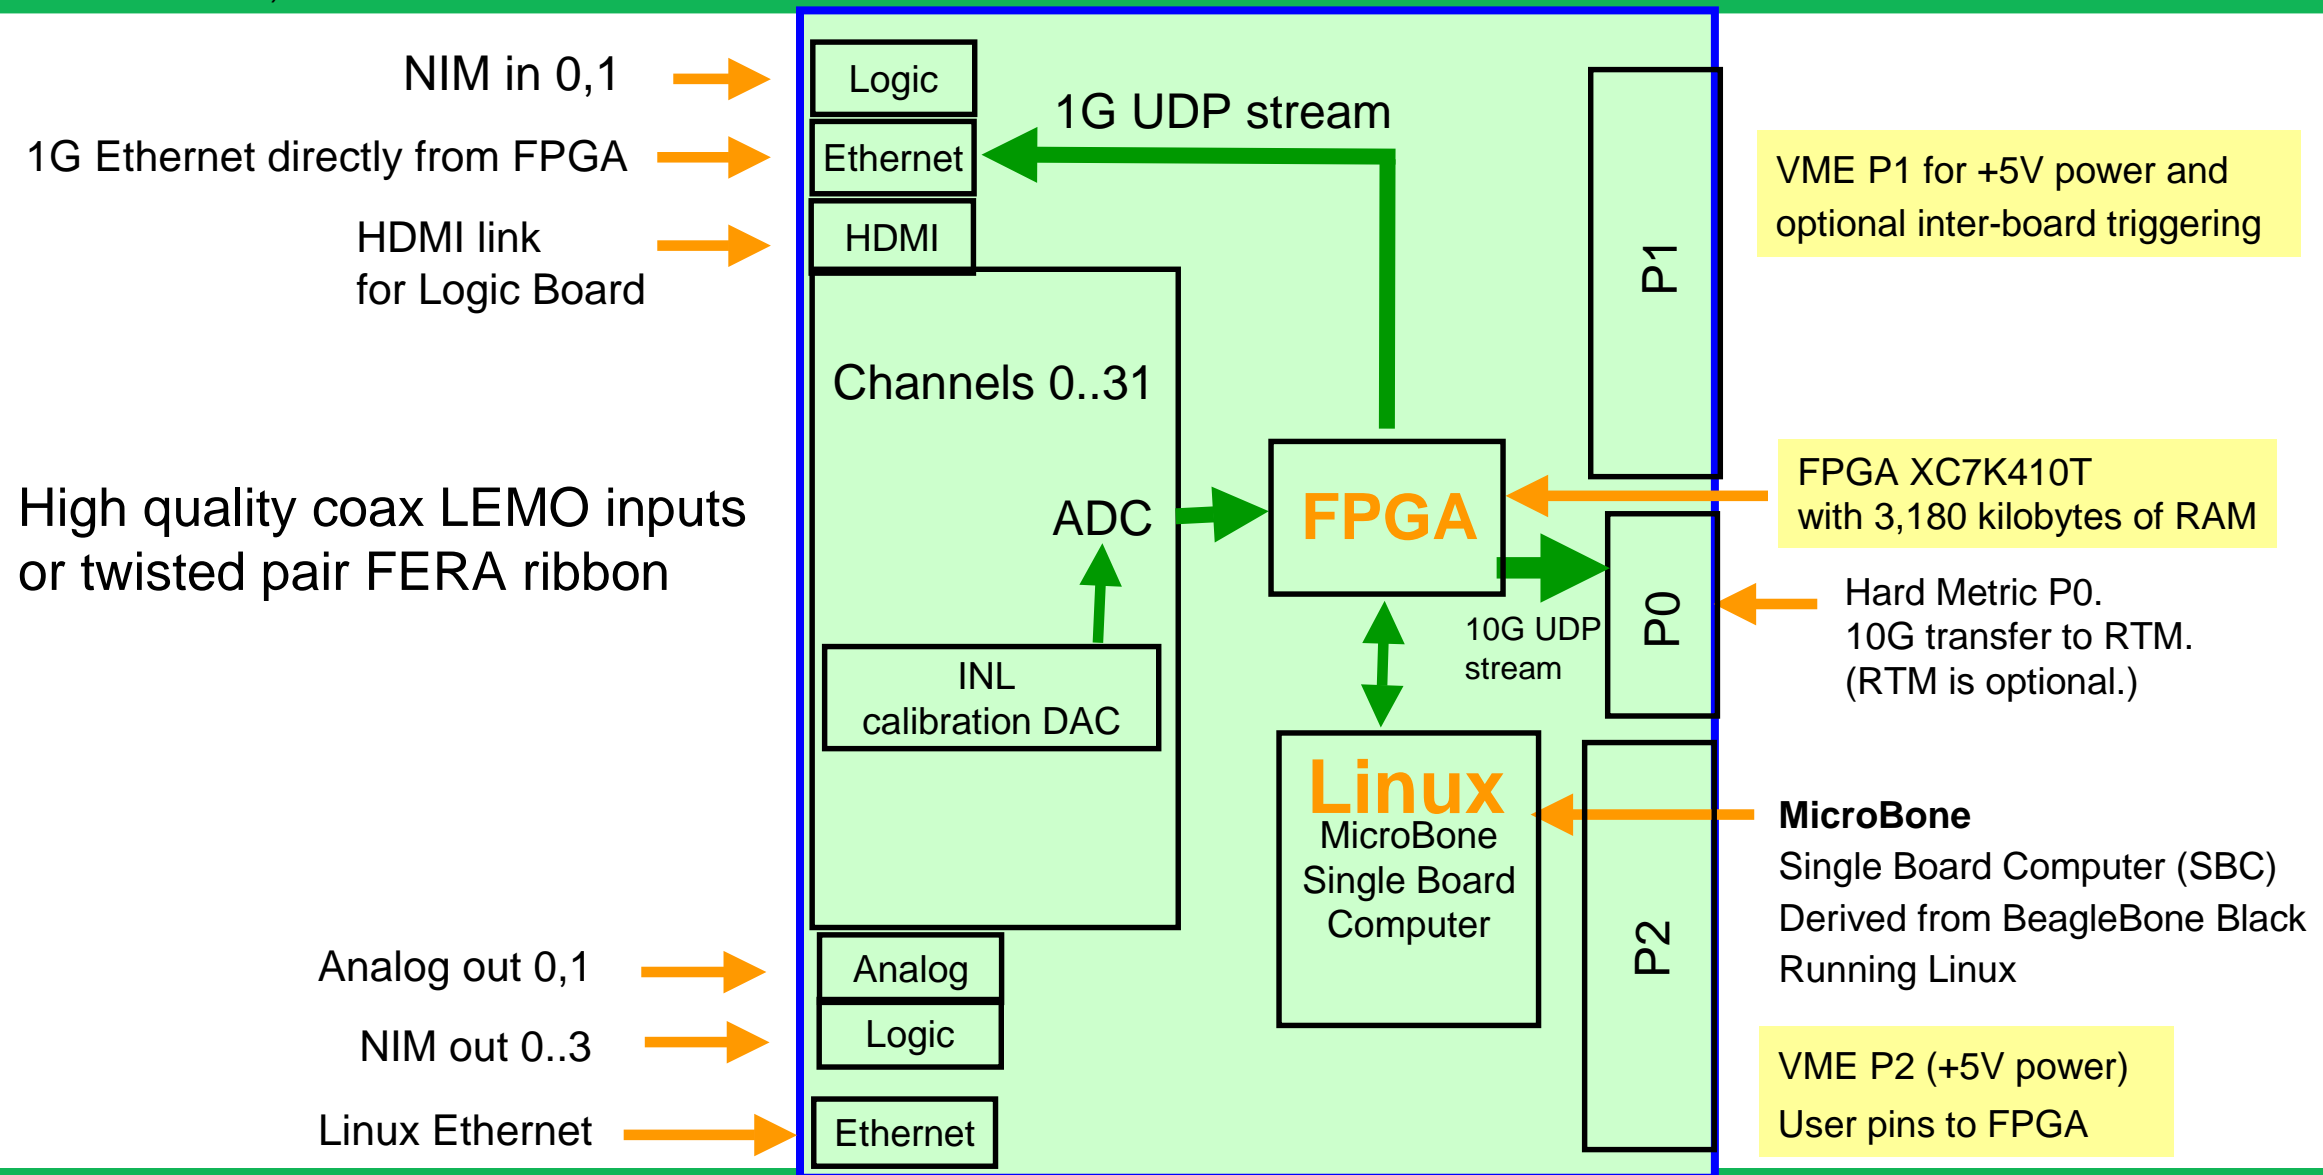 NIM in 0,1
1G Ethernet directly from FPGA
HDMI link
for Logic Board
High quality coax LEMO inputs
or twisted pair FERA ribbon
Analog out 0,1
NIM out 0..3
Linux Ethernet
Logic
Ethernet
HDMI
1G UDP stream
Channels 0..31
ADC
INL
calibration DAC
FPGA
10G UDP
stream
Linux
MicroBone
Single Board
Computer
Analog
Logic
Ethernet
P1
P0
P2
VME P1 for +5V power and
optional inter-board triggering
FPGA XC7K410T
with 3,180 kilobytes of RAM
Hard Metric P0.
10G transfer to RTM.
(RTM is optional.)
MicroBone
Single Board Computer (SBC)
Derived from BeagleBone Black
Running Linux
VME P2 (+5V power)
User pins to FPGA